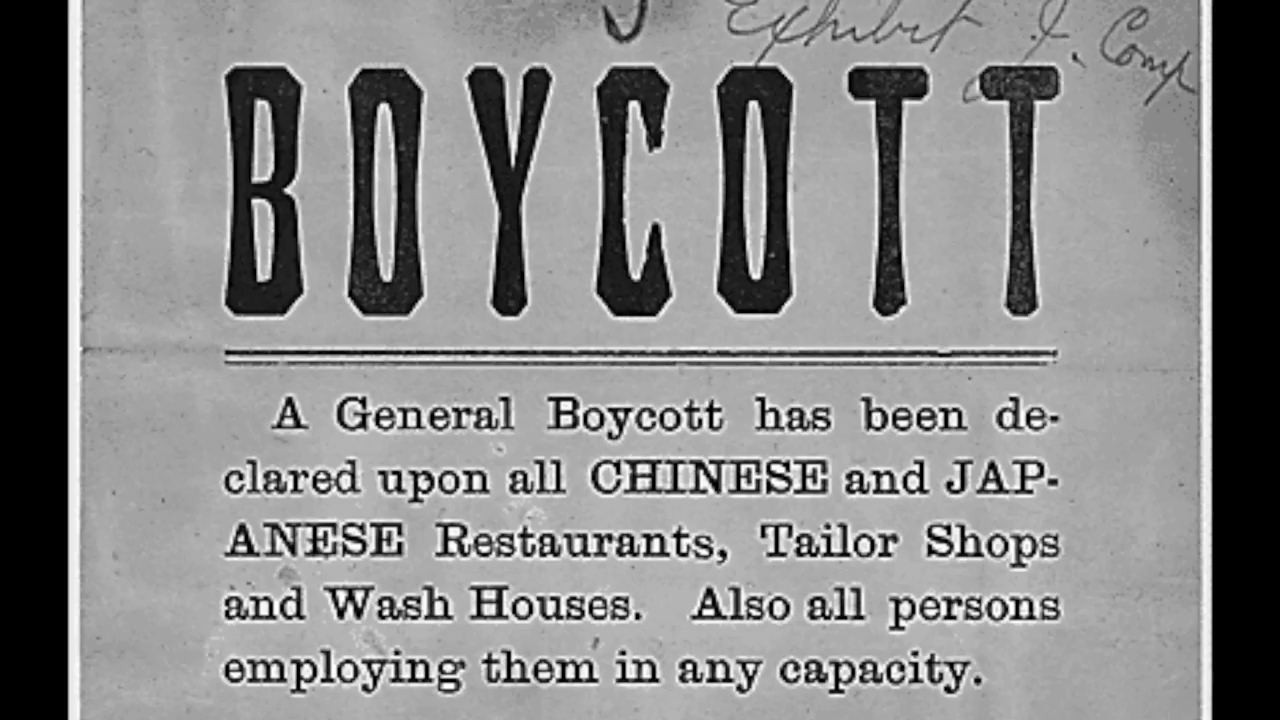 Exhibit J. Comp
BOYCOTT
A General Boycott has been de-
clared upon all CHINESE and JAP-
ANESE Restaurants, Tailor Shops
and Wash Houses. Also all persons
employing them in any capacity.